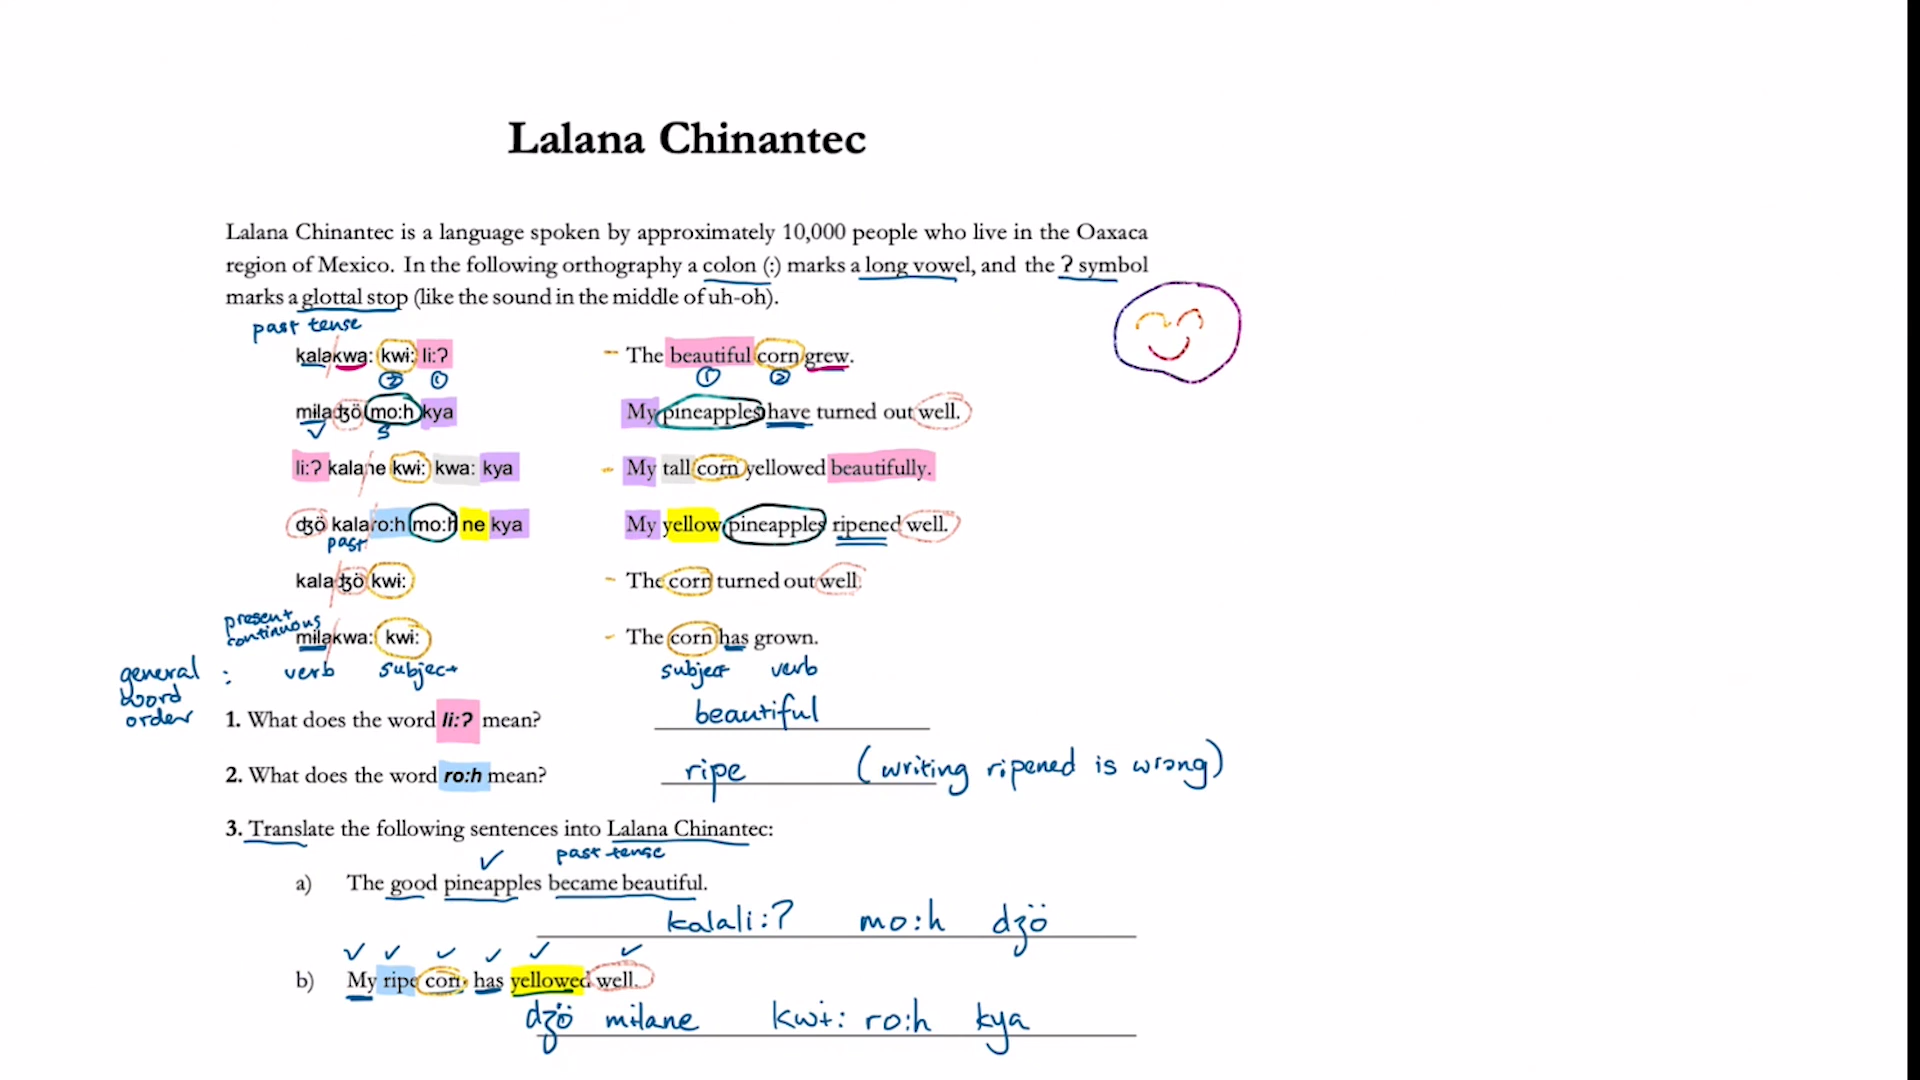 Lalana Chinantec
Lalana Chinantec is a language spoken by approximately 10,000 people who live in the Oaxaca
region of Mexico. In the following orthography a colon (:) marks a long vowel, and the ʔ symbol
marks a glottal stop (like the sound in the middle of uh-oh).
past tense
kalakwa: kwi: li:ʔ – The beautiful corn grew.
② ① ① ②
miladʒö mo:h kya My pineapples have turned out well.
V S
li:ʔ kalane kwi: kwa: kya – My tall corn yellowed beautifully.
dʒö kalaro:h mo:h ne kya My yellow pineapples ripened well.
past
kaladʒö kwi: – The corn turned out well.
present
continuous
milakwa: kwi: – The corn has grown.
general word order : verb subject subject verb
1. What does the word li:ʔ mean? beautiful
2. What does the word ro:h mean? ripe (writing ripened is wrong)
3. Translate the following sentences into Lalana Chinantec:
past tense
a) The good pineapples became beautiful.
kalali:ʔ mo:h dʒö
b) My ripe corn has yellowed well.
dʒö milane kwi: ro:h kya